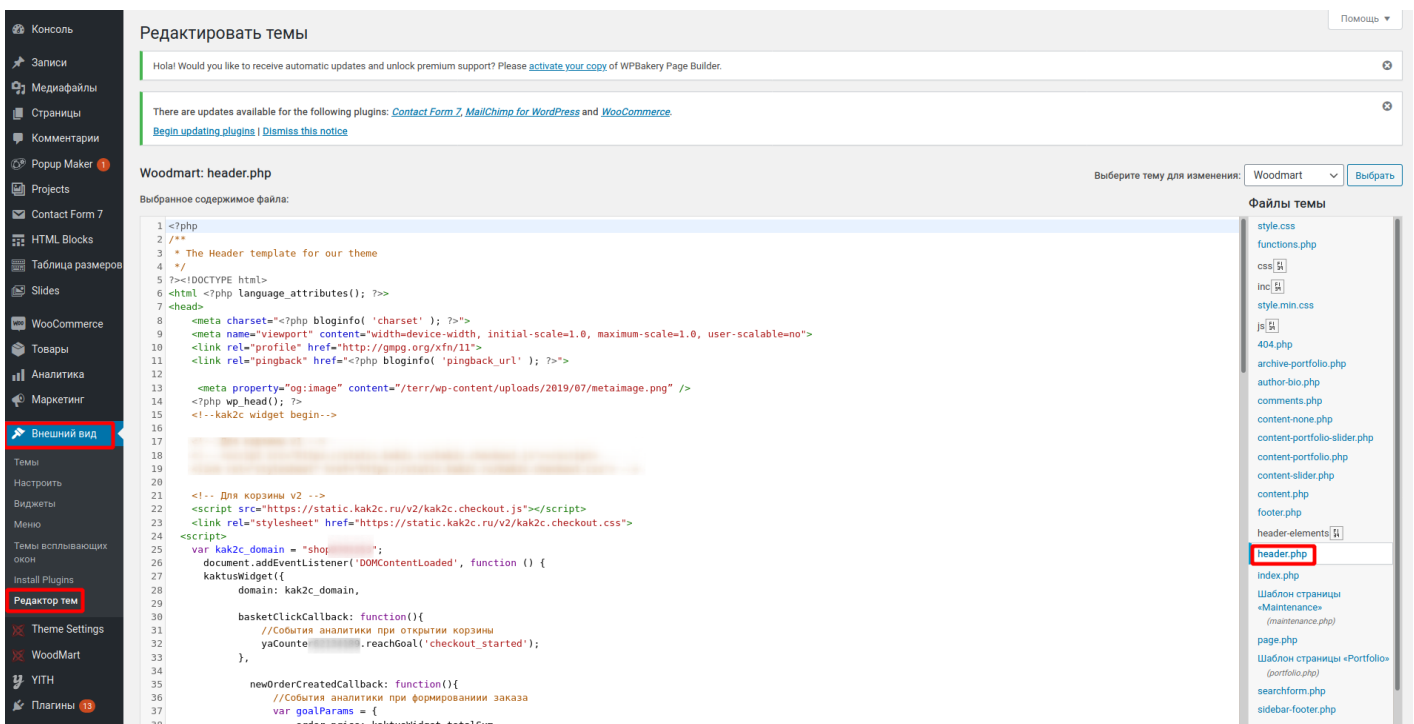 Консоль
Записи
Медиафайлы
Страницы
Комментарии
Popup Maker 1
Projects
Contact Form 7
HTML Blocks
Таблица размеров
Slides
WooCommerce
Товары
Аналитика
Маркетинг
Внешний вид
Темы
Настроить
Виджеты
Меню
Темы всплывающих
окон
Install Plugins
Редактор тем
Theme Settings
WoodMart
YITH
Плагины 13
Помощь
Редактировать темы
Hola! Would you like to receive automatic updates and unlock premium support? Please activate your copy of WPBakery Page Builder.
There are updates available for the following plugins: Contact Form 7, MailChimp for WordPress and WooCommerce.
Begin updating plugins | Dismiss this notice
Woodmart: header.php
Выберите тему для изменения: Woodmart Выбрать
Выбранное содержимое файла:
1 <?php
2 /**
3 * The Header template for our theme
4 */
5 ?><!DOCTYPE html>
6 <html <?php language_attributes(); ?>>
7 <head>
8 <meta charset="<?php bloginfo( 'charset' ); ?>">
9 <meta name="viewport" content="width=device-width, initial-scale=1.0, maximum-scale=1.0, user-scalable=no">
10 <link rel="profile" href="http://gmpg.org/xfn/11">
11 <link rel="pingback" href="<?php bloginfo( 'pingback_url' ); ?>">
12
13 <meta property=”og:image” content=”/terr/wp-content/uploads/2019/07/metaimage.png” />
14 <?php wp_head(); ?>
15 <!--kak2c widget begin-->
16
17
18
19
20
21 <!-- Для корзины v2 -->
22 <script src="https://static.kak2c.ru/v2/kak2c.checkout.js"></script>
23 <link rel="stylesheet" href="https://static.kak2c.ru/v2/kak2c.checkout.css">
24 <script>
25 var kak2c_domain = "shop ";
26 document.addEventListener('DOMContentLoaded', function () {
27 kaktusWidget({
28 domain: kak2c_domain,
29
30 basketClickCallback: function(){
31 //События аналитики при открытии корзины
32 yaCounte .reachGoal('checkout_started');
33 },
34
35 newOrderCreatedCallback: function(){
36 //События аналитики при формированиии заказа
37 var goalParams = {
Файлы темы
style.css
functions.php
css
inc
style.min.css
js
404.php
archive-portfolio.php
author-bio.php
comments.php
content-none.php
content-portfolio-slider.php
content-portfolio.php
content-slider.php
content.php
footer.php
header-elements
header.php
index.php
Шаблон страницы
«Maintenance»
(maintenance.php)
page.php
Шаблон страницы «Portfolio»
(portfolio.php)
searchform.php
sidebar-footer.php